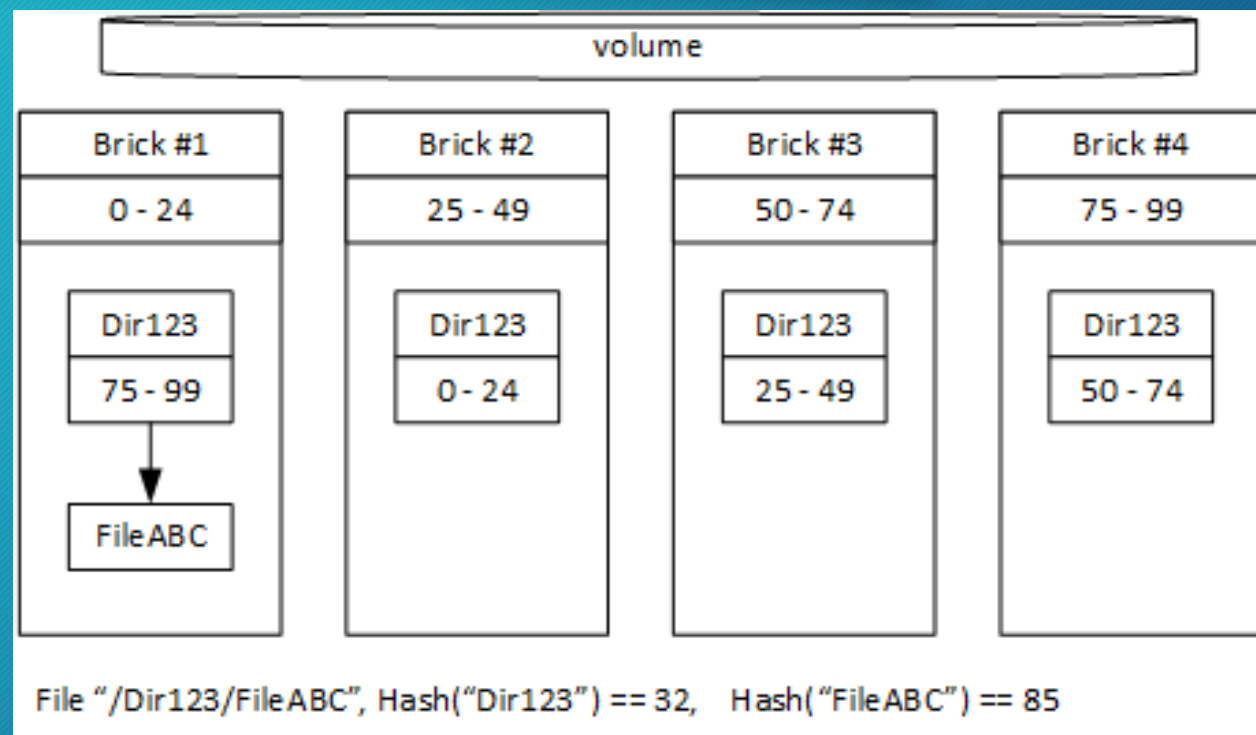 volume
Brick #1 Brick #2 Brick #3 Brick #4
0 - 24 25 - 49 50 - 74 75 - 99
Dir123 Dir123 Dir123 Dir123
75 - 99 0 - 24 25 - 49 50 - 74
FileABC
File “/Dir123/FileABC”, Hash(“Dir123”) == 32, Hash(“FileABC”) == 85